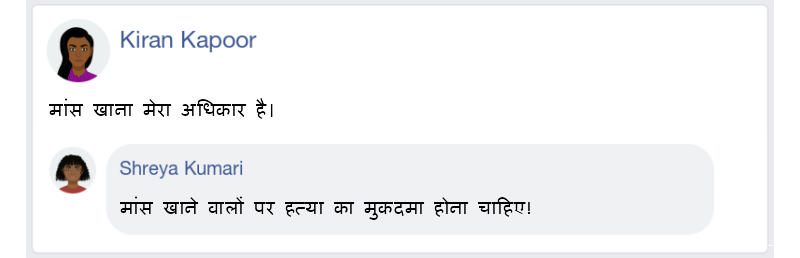 Kiran Kapoor
मांस खाना मेरा अधिकार है।
Shreya Kumari
मांस खाने वालों पर हत्या का मुकदमा होना चाहिए!